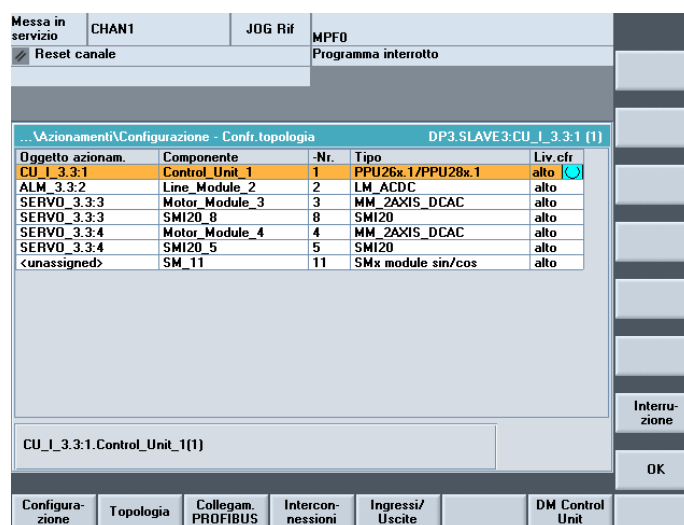 Messa in servizio CHAN1 JOG Rif MPF0
Reset canale Programma interrotto
...\Azionamenti\Configurazione - Confr.topologia DP3.SLAVE3:CU_I_3.3:1 (1)
Oggetto azionam. Componente -Nr. Tipo Liv.cfr
CU_I_3.3:1 Control_Unit_1 1 PPU26x.1/PPU28x.1 alto
ALM_3.3:2 Line_Module_2 2 LM_ACDC alto
SERVO_3.3:3 Motor_Module_3 3 MM_2AXIS_DCAC alto
SERVO_3.3:3 SMI20_8 8 SMI20 alto
SERVO_3.3:4 Motor_Module_4 4 MM_2AXIS_DCAC alto
SERVO_3.3:4 SMI20_5 5 SMI20 alto
<unassigned> SM_11 11 SMx module sin/cos alto
Interru-
zione
CU_I_3.3:1.Control_Unit_1(1)
OK
Configura- Topologia Collegam. Intercon- Ingressi/ DM Control
zione PROFIBUS nessioni Uscite Unit